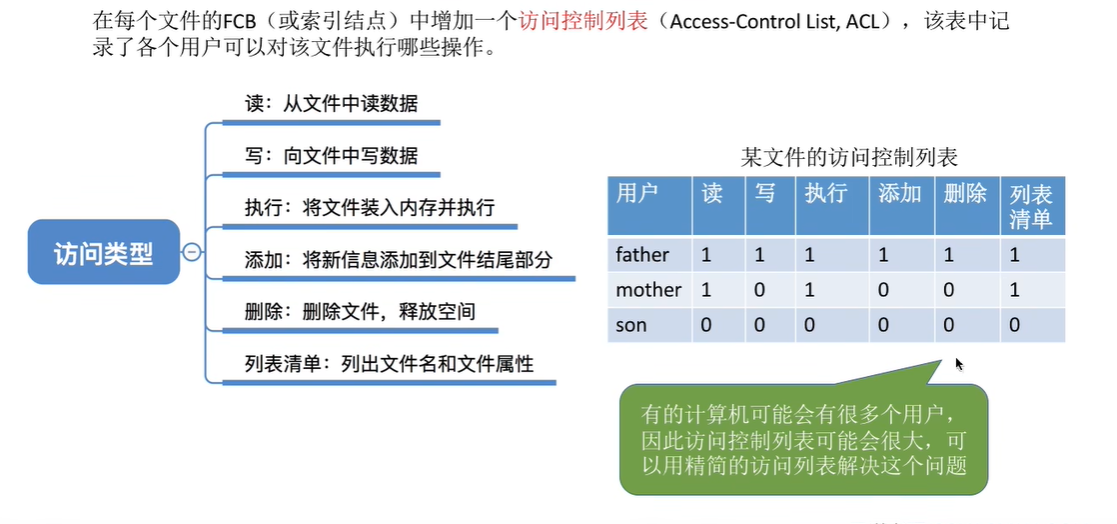 在每个文件的FCB（或索引结点）中增加一个访问控制列表（Access-Control List, ACL），该表中记
录了各个用户可以对该文件执行哪些操作。
访问类型
读：从文件中读数据
写：向文件中写数据
执行：将文件装入内存并执行
添加：将新信息添加到文件结尾部分
删除：删除文件，释放空间
列表清单：列出文件名和文件属性
某文件的访问控制列表
用户 读 写 执行 添加 删除 列表
清单
father 1 1 1 1 1 1
mother 1 0 1 0 0 1
son 0 0 0 0 0 0
有的计算机可能会有很多个用户，
因此访问控制列表可能会很大，可
以用精简的访问列表解决这个问题